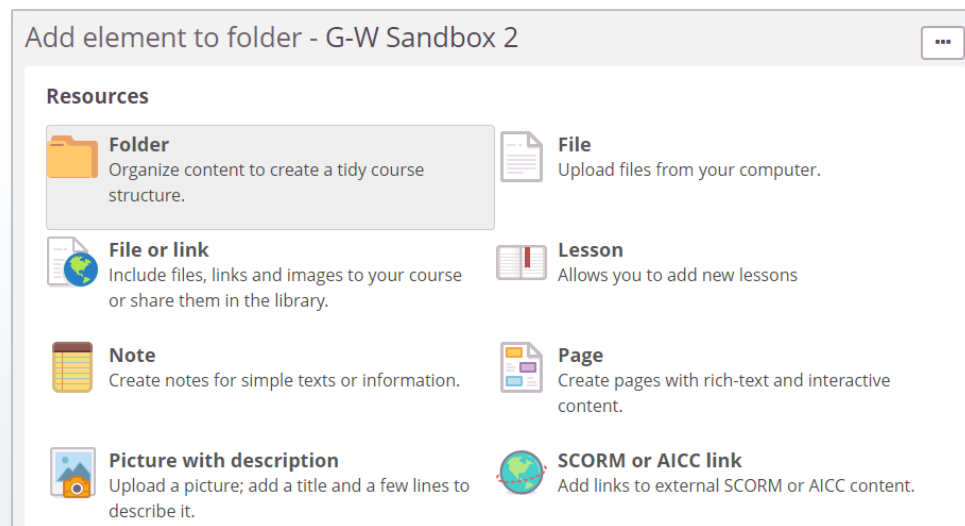 Add element to folder - G-W Sandbox 2
Resources
Folder
Organize content to create a tidy course
structure.
File
Upload files from your computer.
File or link
Include files, links and images to your course
or share them in the library.
Lesson
Allows you to add new lessons
Note
Create notes for simple texts or information.
Page
Create pages with rich-text and interactive
content.
Picture with description
Upload a picture; add a title and a few lines to
describe it.
SCORM or AICC link
Add links to external SCORM or AICC content.